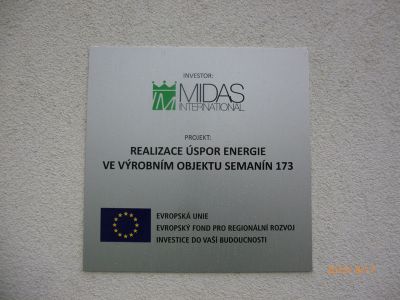 INVESTOR:
MIDAS
INTERNATIONAL
PROJEKT:
REALIZACE ÚSPOR ENERGIE
VE VÝROBNÍM OBJEKTU SEMANÍN 173
EVROPSKÁ UNIE
EVROPSKÝ FOND PRO REGIONÁLNÍ ROZVOJ
INVESTICE DO VAŠÍ BUDOUCNOSTI